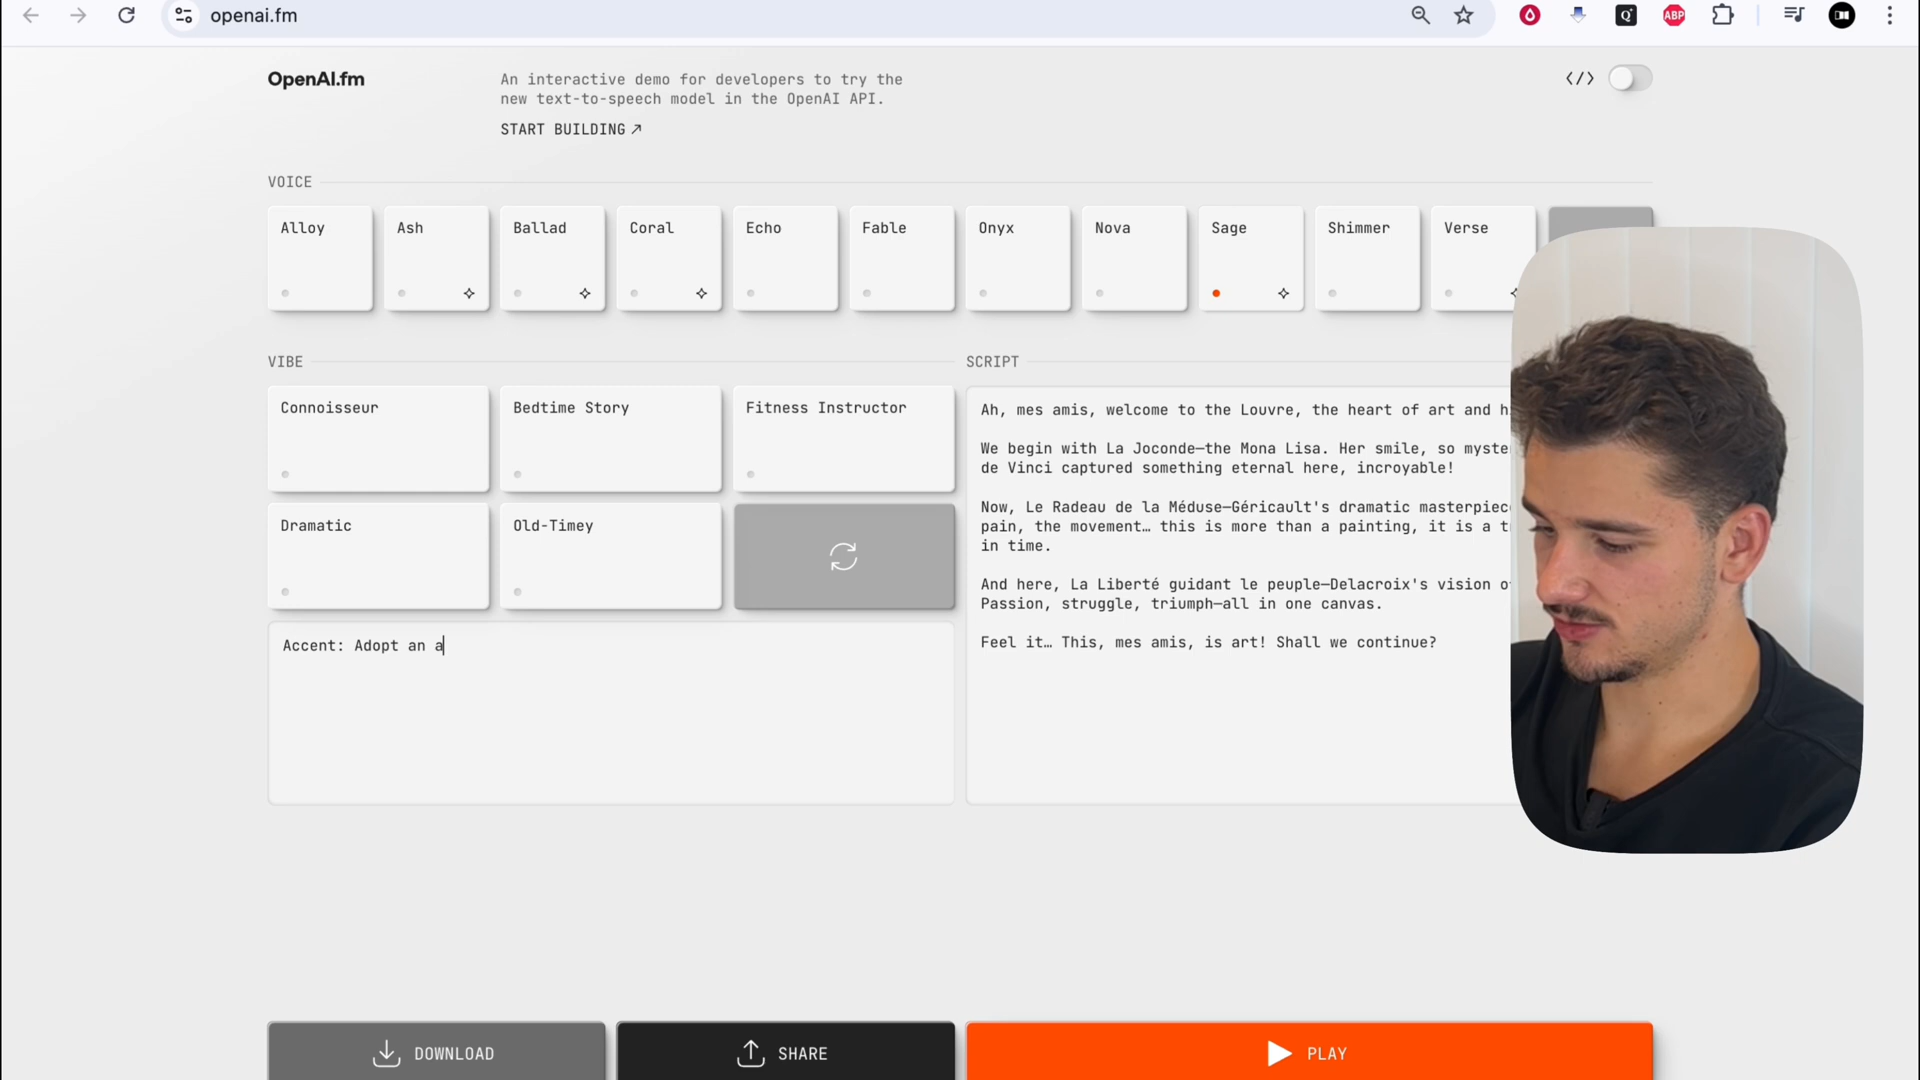 openai.fm
Q
ABP
OpenAI.fm
An interactive demo for developers to try the
new text-to-speech model in the OpenAI API.
START BUILDING
</>
VOICE
Alloy
Ash
Ballad
Coral
Echo
Fable
Onyx
Nova
Sage
Shimmer
Verse
VIBE
Connoisseur
Bedtime Story
Fitness Instructor
Dramatic
Old-Timey
Accent: Adopt an a
SCRIPT
Ah, mes amis, welcome to the Louvre, the heart of art and
We begin with La Joconde—the Mona Lisa. Her smile, so
de Vinci captured something eternal here, incroyable!
Now, Le Radeau de la Méduse—Géricault's dramatic
pain, the movement… this is more than a painting, it is a
in time.
And here, La Liberté guidant le peuple—Delacroix's vision
Passion, struggle, triumph—all in one canvas.
Feel it… This, mes amis, is art! Shall we continue?
DOWNLOAD
SHARE
PLAY